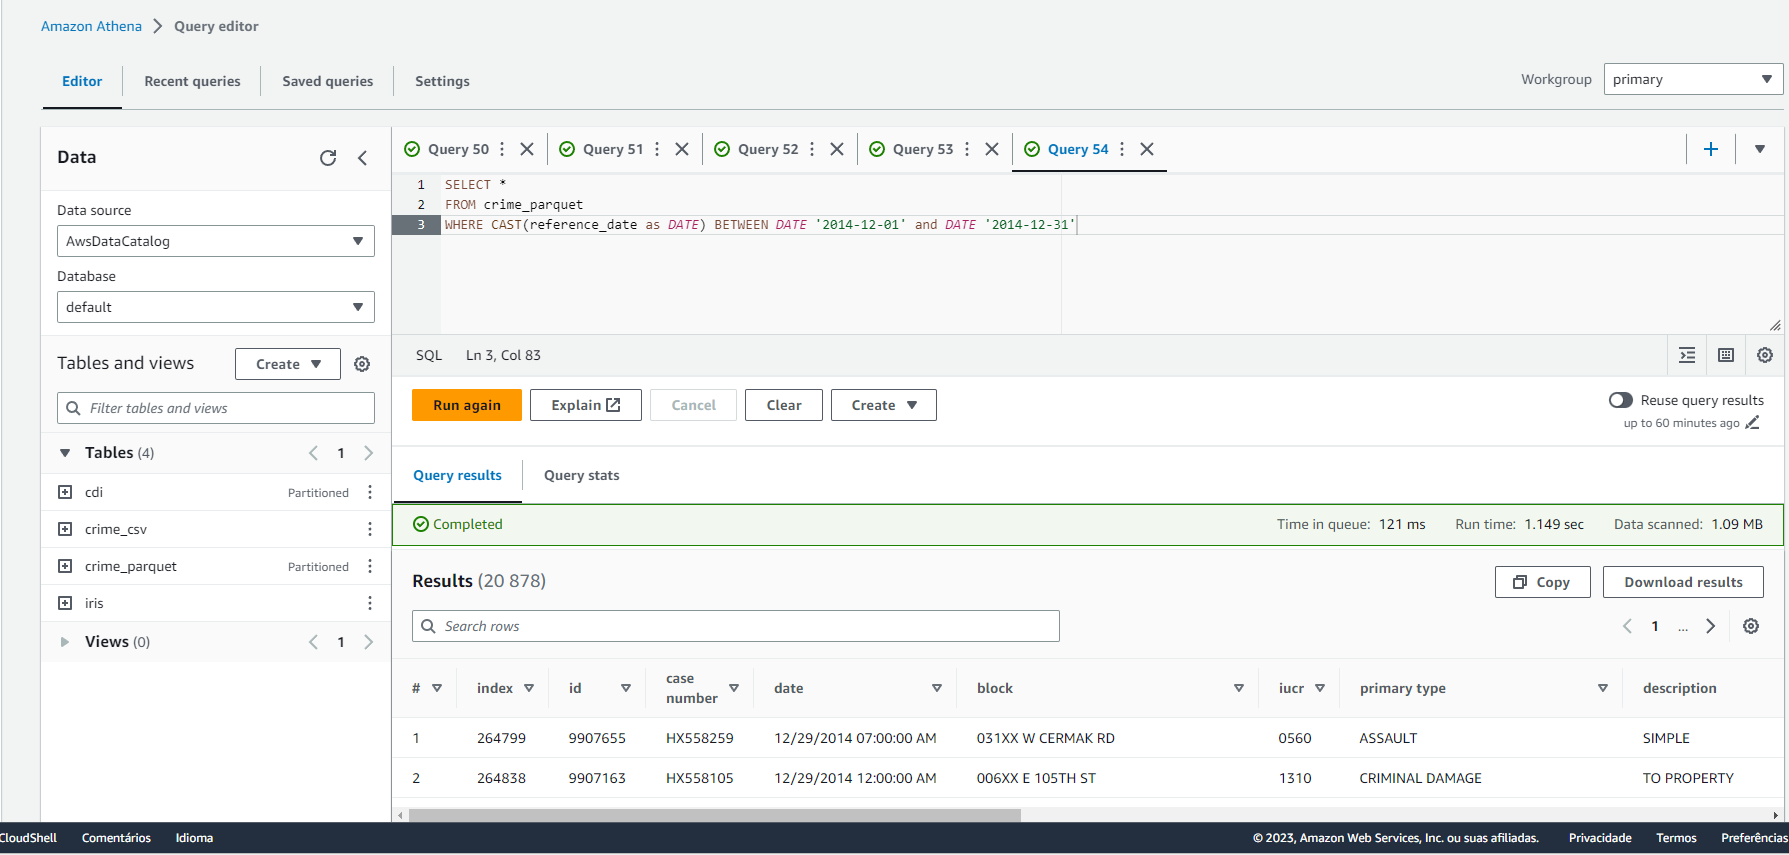 Amazon Athena > Query editor
Editor Recent queries Saved queries Settings
Workgroup primary
Data
Data source
AwsDataCatalog
Database
default
Tables and views Create
Filter tables and views
Tables (4) 1
cdi Partitioned
crime_csv
crime_parquet Partitioned
iris
Views (0) 1
Query 50 Query 51 Query 52 Query 53 Query 54
1 SELECT *
2 FROM crime_parquet
3 WHERE CAST(reference_date as DATE) BETWEEN DATE '2014-12-01' and DATE '2014-12-31'
SQL Ln 3, Col 83
Run again Explain Cancel Clear Create
Reuse query results
up to 60 minutes ago
Query results Query stats
Completed Time in queue: 121 ms Run time: 1.149 sec Data scanned: 1.09 MB
Results (20 878) Copy Download results
Search rows 1 ...
# index id case number date block iucr primary type description
1 264799 9907655 HX558259 12/29/2014 07:00:00 AM 031XX W CERMAK RD 0560 ASSAULT SIMPLE
2 264838 9907163 HX558105 12/29/2014 12:00:00 AM 006XX E 105TH ST 1310 CRIMINAL DAMAGE TO PROPERTY
CloudShell Comentários Idioma © 2023, Amazon Web Services, Inc. ou suas afiliadas. Privacidade Termos Preferências